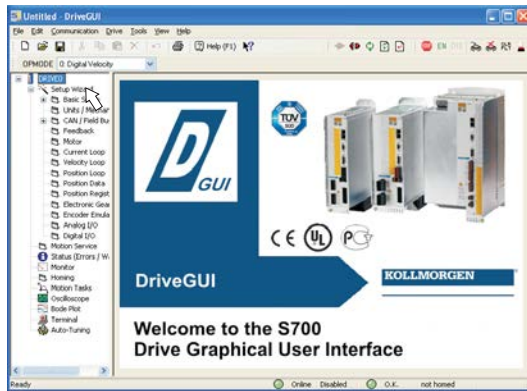 Untitled - DriveGUI
File Edit Communication Drive Tools View Help
Help (F1)
EN
OPMODE 0: Digital Velocity
DRIVE0
Setup Wizard
Basic S
Units / Mechan
CAN / Field Bu
Feedback
Motor
Current Loop
Velocity Loop
Position Loop
Position Data
Position Regist
Electronic Gear
Encoder Emula
Analog I/O
Digital I/O
Motion Service
Status (Errors / W
Monitor
Homing
Motion Tasks
Oscilloscope
Bode Plot
Terminal
Auto-Tuning
D
GUI
TÜV
CE UL
DriveGUI
KOLLMORGEN
Welcome to the S700
Drive Graphical User Interface
Ready
Online Disabled O.K. not homed